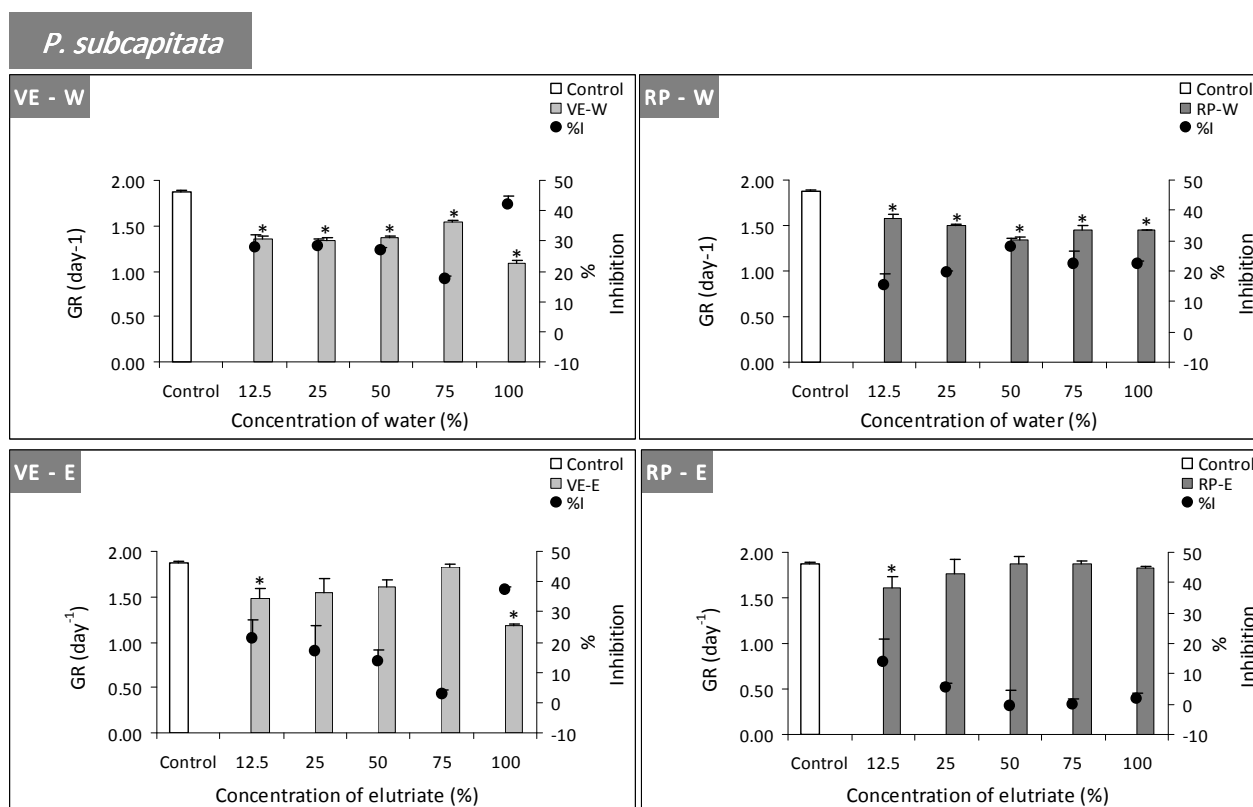 P. subcapitata
VE - W
Control
VE-W
%I
2.00
1.50
1.00
0.50
0.00
GR (day-1)
50
40
30
20
10
0
-10
% Inhibition
* * * * *
Control 12.5 25 50 75 100
Concentration of water (%)
RP - W
Control
RP-W
%I
2.00
1.50
1.00
0.50
0.00
GR (day-1)
50
40
30
20
10
0
-10
% Inhibition
* * * * *
Control 12.5 25 50 75 100
Concentration of water (%)
VE - E
Control
VE-E
%I
2.00
1.50
1.00
0.50
0.00
GR (day⁻¹)
50
40
30
20
10
0
-10
% Inhibition
* *
Control 12.5 25 50 75 100
Concentration of elutriate (%)
RP - E
Control
RP-E
%I
2.00
1.50
1.00
0.50
0.00
GR (day⁻¹)
50
40
30
20
10
0
-10
% Inhibition
*
Control 12.5 25 50 75 100
Concentration of elutriate (%)